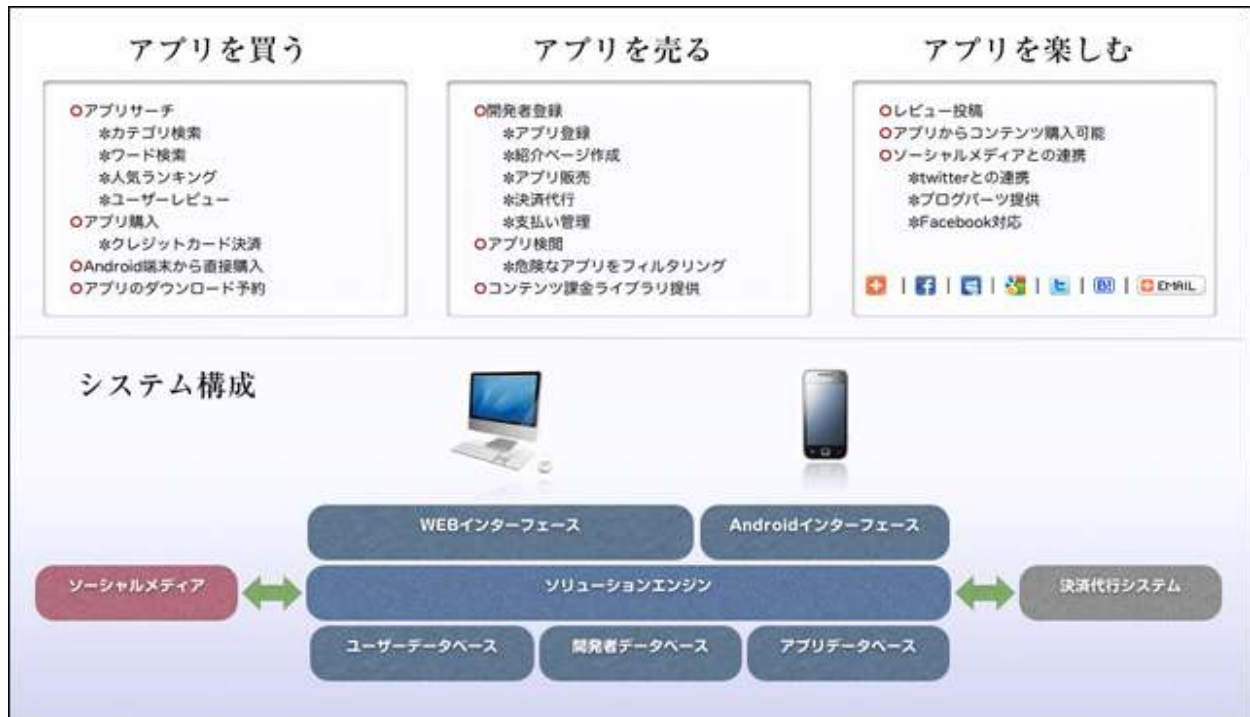 アプリを買う
○アプリサーチ
※カテゴリ検索
※ワード検索
※人気ランキング
※ユーザーレビュー
○アプリ購入
※クレジットカード決済
○Android端末から直接購入
○アプリのダウンロード予約
アプリを売る
○開発者登録
※アプリ登録
※紹介ページ作成
※アプリ販売
※決済代行
※支払い管理
○アプリ検閲
※危険なアプリをフィルタリング
○コンテンツ課金ライブラリ提供
アプリを楽しむ
○レビュー投稿
○アプリからコンテンツ購入可能
○ソーシャルメディアとの連携
※twitterとの連携
※ブログパーツ提供
※Facebook対応
| f | | | t | B! | EMAIL
システム構成
WEBインターフェース
Androidインターフェース
ソーシャルメディア
ソリューションエンジン
決済代行システム
ユーザーデータベース
開発者データベース
アプリデータベース